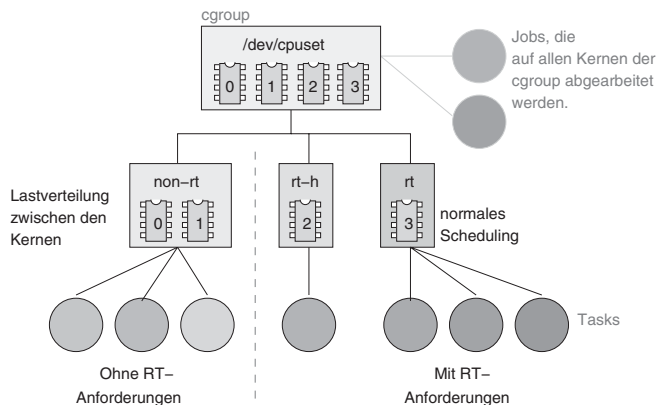 cgroup
/dev/cpuset
0 1 2 3
Jobs, die
auf allen Kernen der
cgroup abgearbeitet
werden.
Lastverteilung
zwischen den
Kernen
non–rt
0 1
rt–h
2
rt
3
normales
Scheduling
Tasks
Ohne RT–
Anforderungen
Mit RT–
Anforderungen